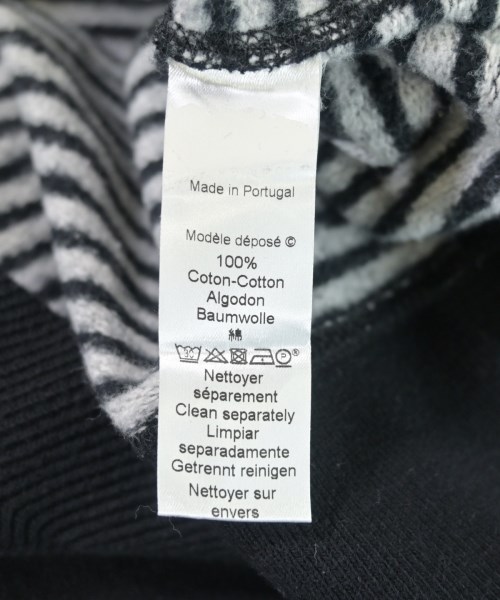 Made in Portugal
Modèle déposé ©
100%
Coton-Cotton
Algodon
Baumwolle
綿
Nettoyer
séparement
Clean separately
Limpiar
separadamente
Getrennt reinigen
Nettoyer sur
envers